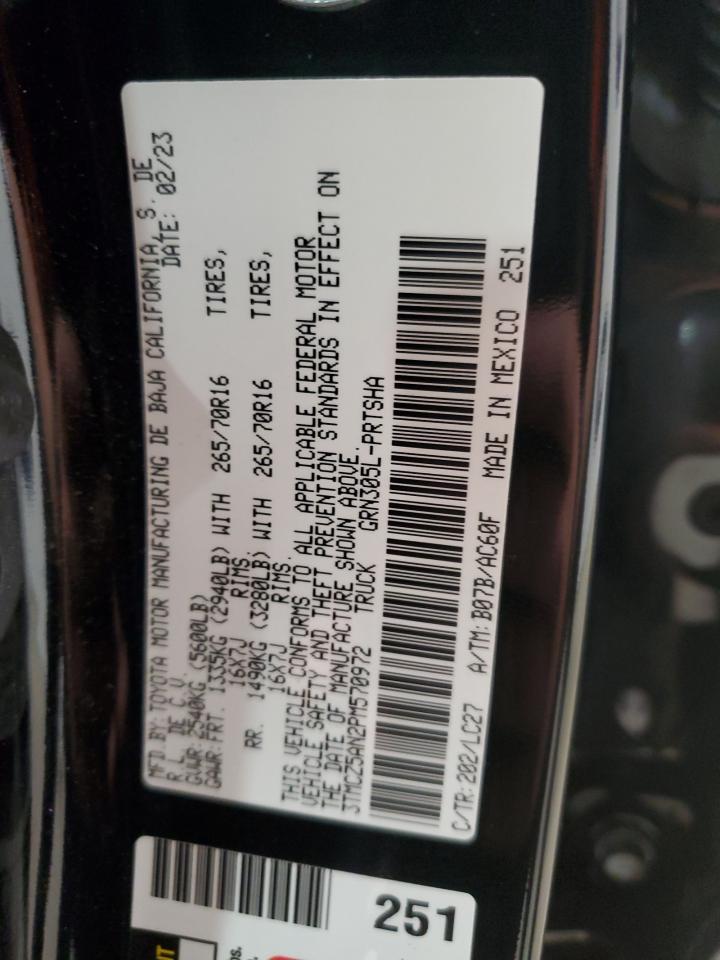 MFD. BY: TOYOTA MOTOR MANUFACTURING DE BAJA CALIFORNIA, S. DE
R L. DE C.V. DATE: 02/23
GVWR: 2540KG (5600LB)
GAWR: FRT. 1335KG (2940LB) WITH 265/70R16 TIRES,
16X7J RIMS.
RR. 1490KG (3280LB) WITH 265/70R16 TIRES,
16X7J RIMS.
THIS VEHICLE CONFORMS TO ALL APPLICABLE FEDERAL MOTOR
VEHICLE SAFETY AND THEFT PREVENTION STANDARDS IN EFFECT ON
THE DATE OF MANUFACTURE SHOWN ABOVE.
3TMCZ5AN2PM570972 TRUCK GRN305L-PRTSHA
C/TR: 202/LC27 A/TM: B07B/AC60F MADE IN MEXICO 251
251